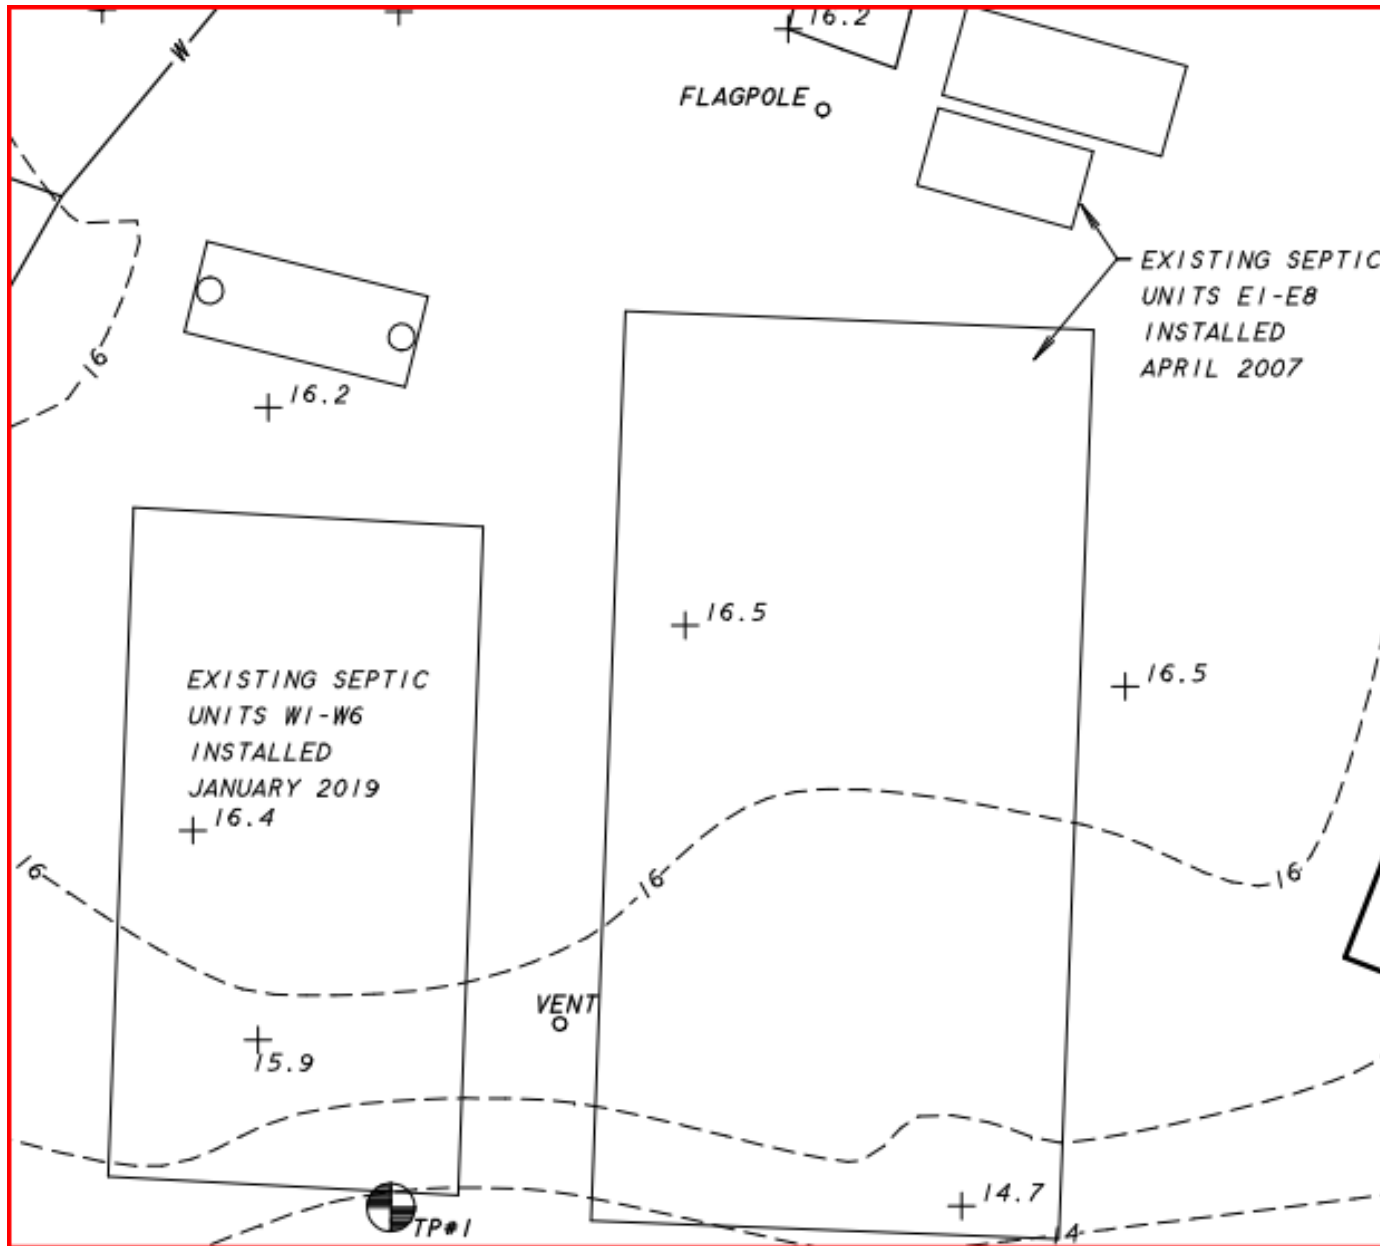 W
16.2
FLAGPOLE
EXISTING SEPTIC
UNITS E1-E8
INSTALLED
APRIL 2007
16
16.2
16.5
16.5
EXISTING SEPTIC
UNITS W1-W6
INSTALLED
JANUARY 2019
16.4
16
16
16
VENT
15.9
14.7
TP#1
14